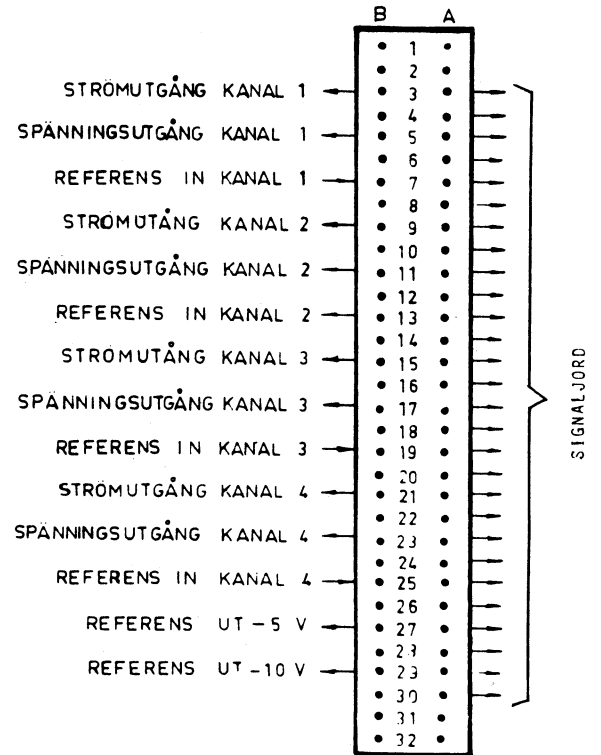 B A
1
2
STRÖMUTGÅNG KANAL 1 3
4
SPÄNNINGSUTGÅNG KANAL 1 5
6
REFERENS IN KANAL 1 7
8
STRÖMUTÅNG KANAL 2 9
10
SPÄNNINGSUTGÅNG KANAL 2 11
12
REFERENS IN KANAL 2 13
14
STRÖMUTÅNG KANAL 3 15
16
SPÄNNINGSUTGÅNG KANAL 3 17
18
REFERENS IN KANAL 3 19
20
STRÖMUTGÅNG KANAL 4 21
22
SPÄNNINGSUTGÅNG KANAL 4 23
24
REFERENS IN KANAL 4 25
26
REFERENS UT -5 V 27
28
REFERENS UT -10 V 29
30
31
32
SIGNALJORD